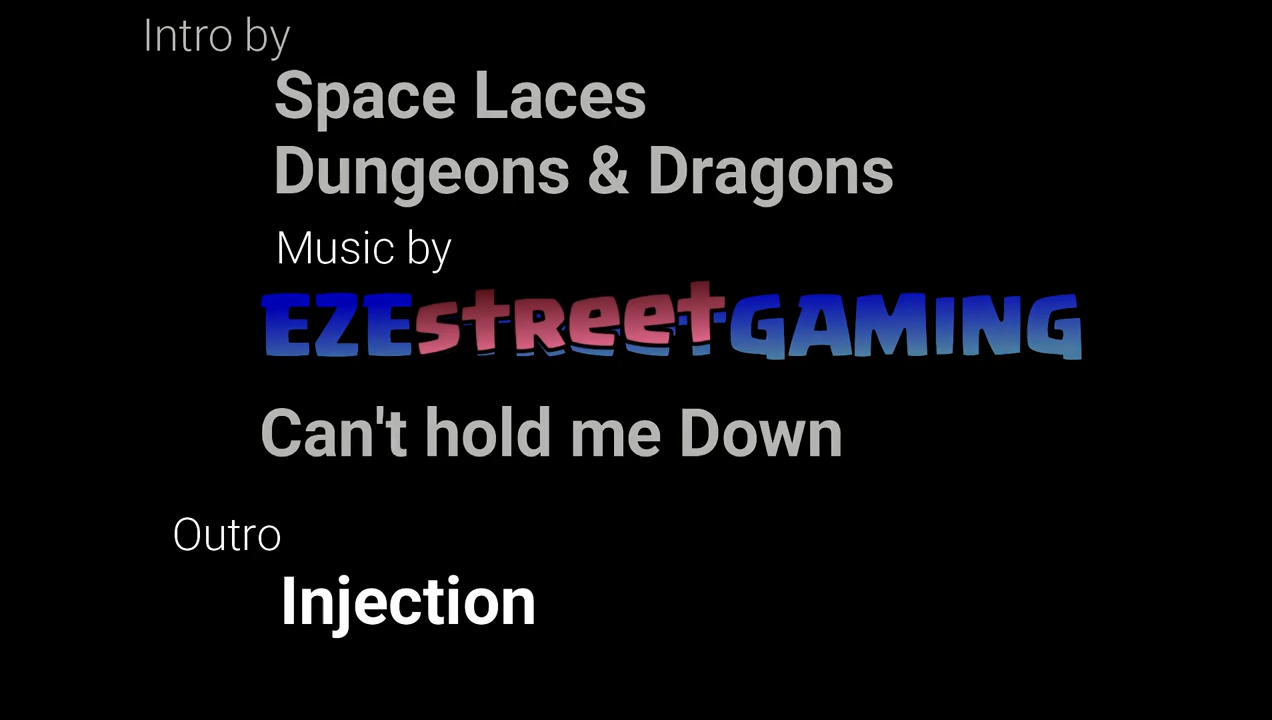 Intro by
Space Laces
Dungeons & Dragons
Music by
EZEstreetGAMING
Can't hold me Down
Outro
Injection